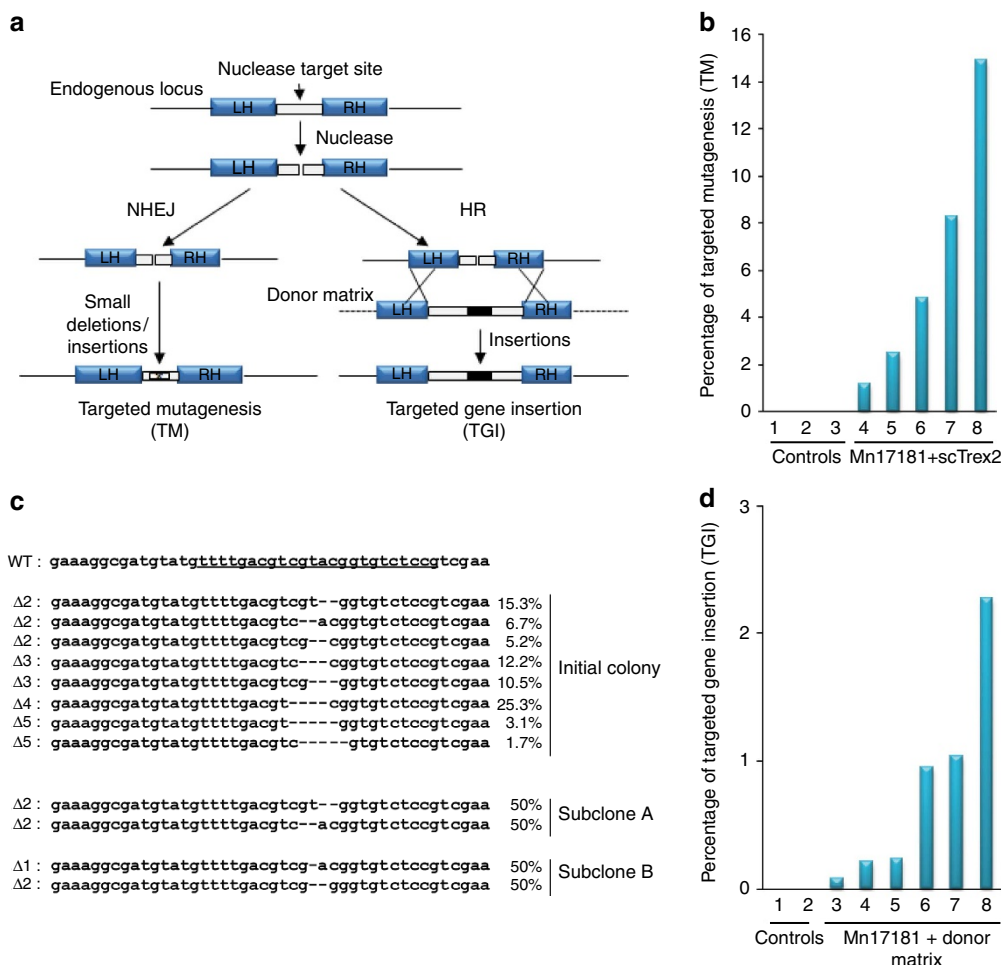 a
Nuclease target site
Endogenous locus
LH RH
Nuclease
LH RH
NHEJ HR
LH RH
LH RH
Donor matrix
LH RH
Small
deletions/
insertions
Insertions
LH RH
LH RH
Targeted mutagenesis
(TM)
Targeted gene insertion
(TGI)
b
Percentage of targeted mutagenesis (TM)
16
14
12
10
8
6
4
2
0
1 2 3 4 5 6 7 8
Controls Mn17181+scTrex2
c
WT : gaaaggcgatgtatgttttgacgtcgtacggtgtctccgtcgaa
Δ2 : gaaaggcgatgtatgttttgacgtcgt--ggtgtctccgtcgaa 15.3%
Δ2 : gaaaggcgatgtatgttttgacgtc--acggtgtctccgtcgaa 6.7%
Δ2 : gaaaggcgatgtatgttttgacgtcg--cggtgtctccgtcgaa 5.2%
Δ3 : gaaaggcgatgtatgttttgacgtc---cggtgtctccgtcgaa 12.2%
Δ3 : gaaaggcgatgtatgttttgacgtcg---ggtgtctccgtcgaa 10.5%
Δ4 : gaaaggcgatgtatgttttgacgt----cggtgtctccgtcgaa 25.3%
Δ5 : gaaaggcgatgtatgttttgacgt-----ggtgtctccgtcgaa 3.1%
Δ5 : gaaaggcgatgtatgttttgacgtc-----gtgtctccgtcgaa 1.7%
Initial colony
Δ2 : gaaaggcgatgtatgttttgacgtcgt--ggtgtctccgtcgaa 50%
Δ2 : gaaaggcgatgtatgttttgacgtc--acggtgtctccgtcgaa 50%
Subclone A
Δ1 : gaaaggcgatgtatgttttgacgtcg-acggtgtctccgtcgaa 50%
Δ2 : gaaaggcgatgtatgttttgacgtcg--gggtgtctccgtcgaa 50%
Subclone B
d
Percentage of targeted gene insertion (TGI)
3
2
1
0
1 2 3 4 5 6 7 8
Controls Mn17181 + donor
matrix